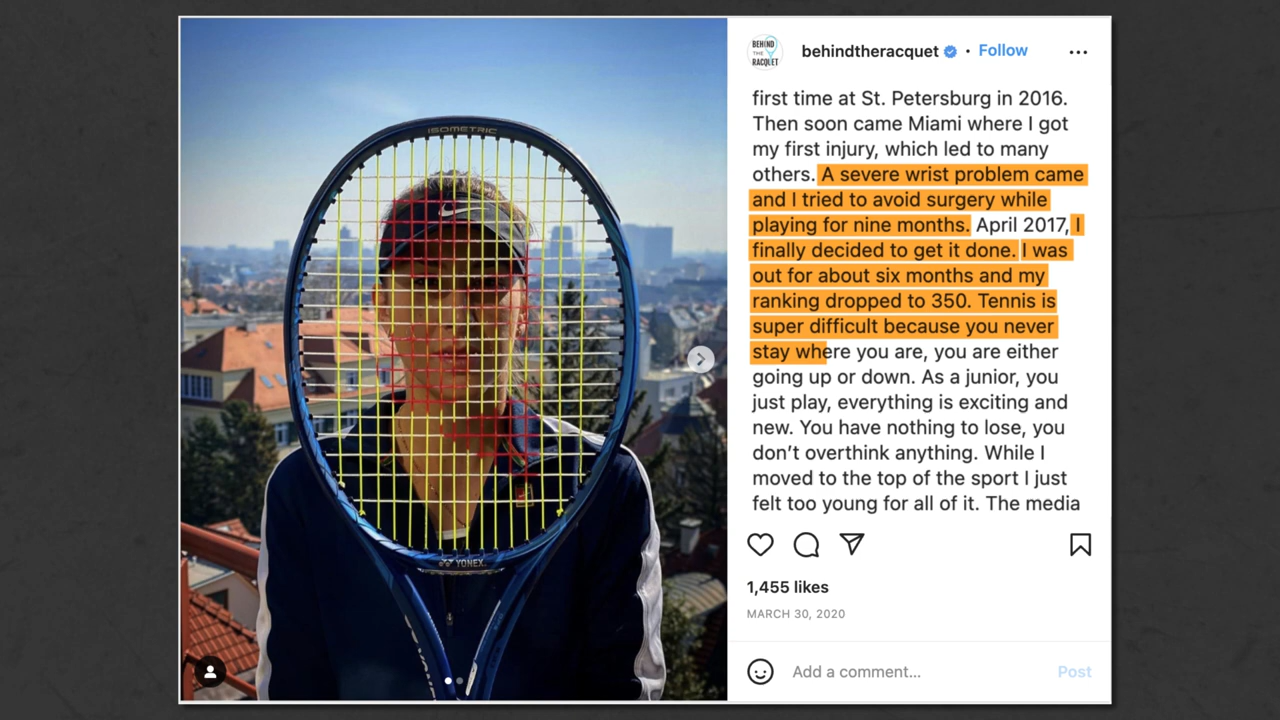 ISOMETRIC
YONEX
BEHIND
THE
RACQUET
behindtheracquet • Follow
first time at St. Petersburg in 2016.
Then soon came Miami where I got
my first injury, which led to many
others. A severe wrist problem came
and I tried to avoid surgery while
playing for nine months. April 2017, I
finally decided to get it done. I was
out for about six months and my
ranking dropped to 350. Tennis is
super difficult because you never
stay where you are, you are either
going up or down. As a junior, you
just play, everything is exciting and
new. You have nothing to lose, you
don’t overthink anything. While I
moved to the top of the sport I just
felt too young for all of it. The media
1,455 likes
MARCH 30, 2020
Add a comment...
Post